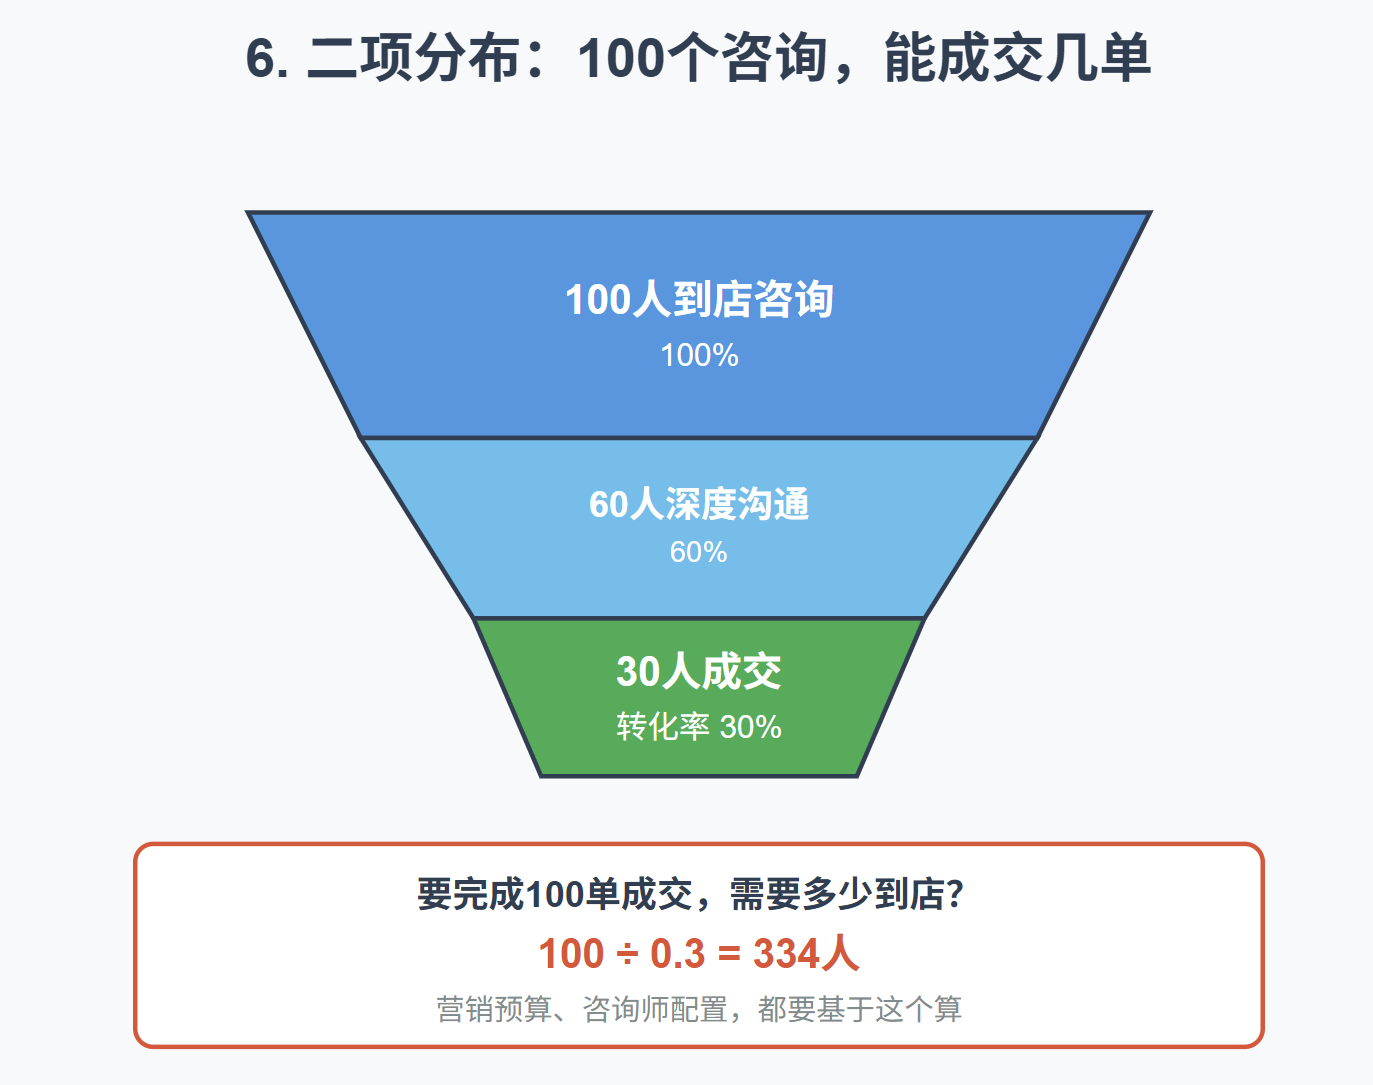 6. 二项分布：100个咨询，能成交几单
100人到店咨询
100%
60人深度沟通
60%
30人成交
转化率 30%
要完成100单成交，需要多少到店？
100 ÷ 0.3 = 334人
营销预算、咨询师配置，都要基于这个算